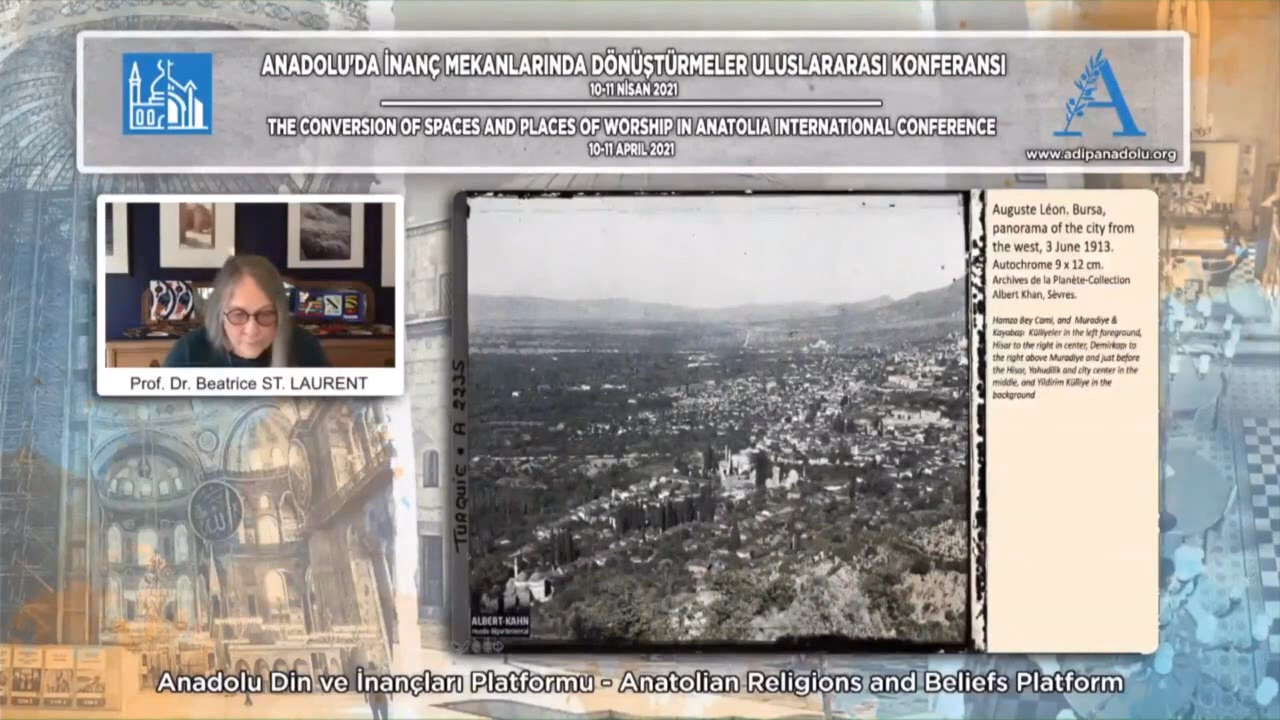 ANADOLU'DA İNANÇ MEKANLARINDA DÖNÜŞTÜRMELER ULUSLARARASI KONFERANSI
10-11 NİSAN 2021
THE CONVERSION OF SPACES AND PLACES OF WORSHIP IN ANATOLIA INTERNATIONAL CONFERENCE
10-11 APRIL 2021
www.adipanadolu.org
Prof. Dr. Beatrice ST. LAURENT
TURQUIE • A 2235
ALBERT-KAHN
Musée départemental
Auguste Léon. Bursa,
panorama of the city from
the west, 3 June 1913.
Autochrome 9 x 12 cm.
Archives de la Planète-Collection
Albert Khan, Sèvres.
Hamza Bey Cami, and Muradiye &
Kayabaşı Külliyeler in the left foreground,
Hisar to the right in center, Demirkapı to
the right above Muradiye and just before
the Hisar, Yahudilik and city center in the
middle, and Yildirim Külliye in the
background
Anadolu Din ve İnançları Platformu - Anatolian Religions and Beliefs Platform